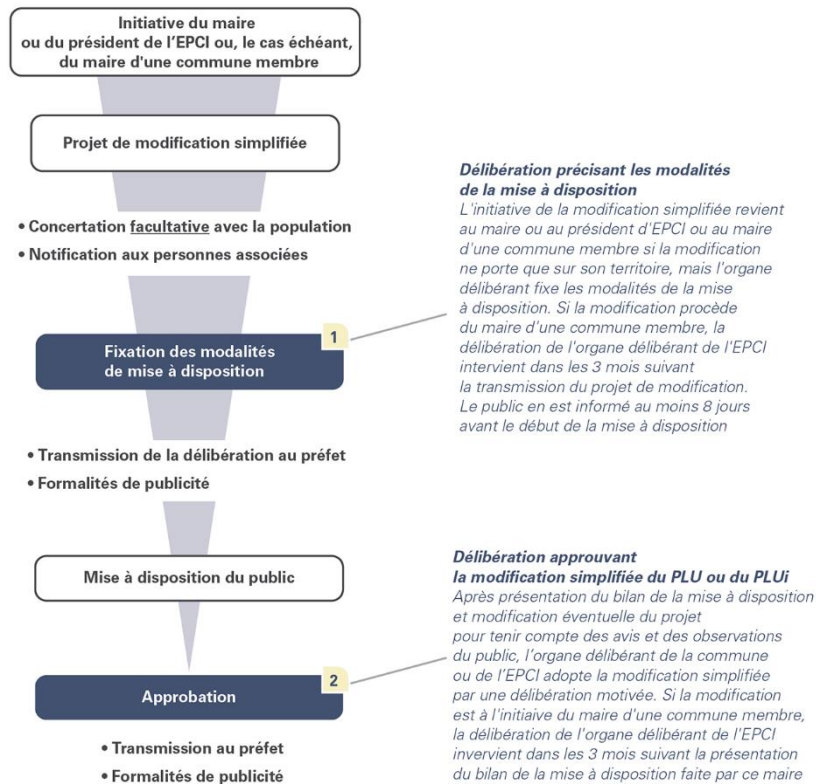 Initiative du maire
ou du président de l'EPCI ou, le cas échéant,
du maire d'une commune membre
Projet de modification simplifiée
• Concertation facultative avec la population
• Notification aux personnes associées
1
Fixation des modalités
de mise à disposition
Délibération précisant les modalités
de la mise à disposition
L'initiative de la modification simplifiée revient
au maire ou au président d'EPCI ou au maire
d'une commune membre si la modification
ne porte que sur son territoire, mais l'organe
délibérant fixe les modalités de la mise
à disposition. Si la modification procède
du maire d'une commune membre, la
délibération de l'organe délibérant de l'EPCI
intervient dans les 3 mois suivant
la transmission du projet de modification.
Le public en est informé au moins 8 jours
avant le début de la mise à disposition
• Transmission de la délibération au préfet
• Formalités de publicité
Mise à disposition du public
2
Approbation
• Transmission au préfet
• Formalités de publicité
Délibération approuvant
la modification simplifiée du PLU ou du PLUi
Après présentation du bilan de la mise à disposition
et modification éventuelle du projet
pour tenir compte des avis et des observations
du public, l'organe délibérant de la commune
ou de l'EPCI adopte la modification simplifiée
par une délibération motivée. Si la modification
est à l'initiaive du maire d'une commune membre,
la délibération de l'organe délibérant de l'EPCI
invervient dans les 3 mois suivant la présentation
du bilan de la mise à disposition faite par ce maire